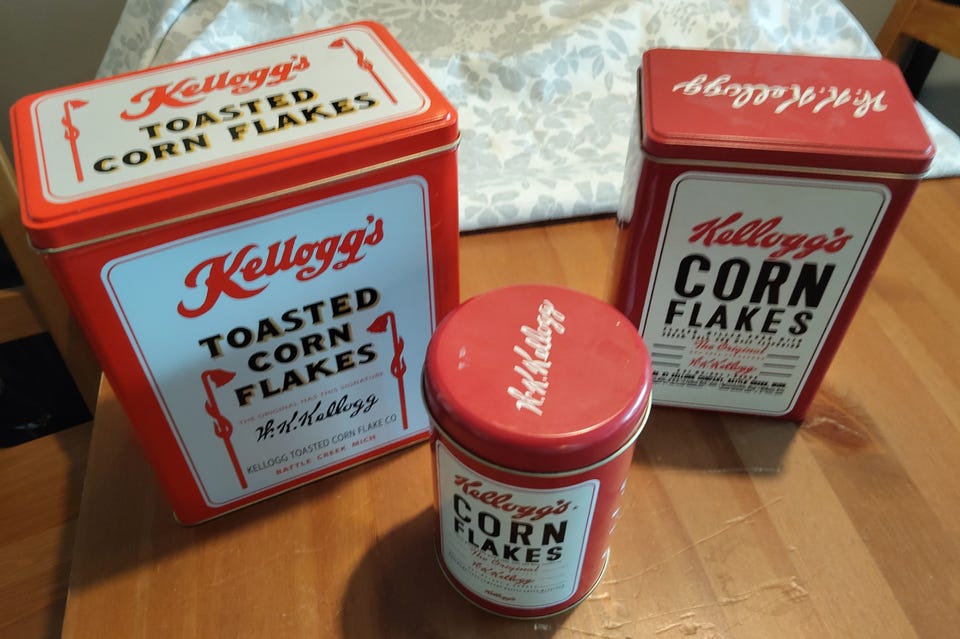 Kellogg's
TOASTED
CORN FLAKES
Kellogg's
TOASTED
CORN
FLAKES
THE ORIGINAL HAS THIS SIGNATURE
W.K.Kellogg
KELLOGG TOASTED CORN FLAKE CO
BATTLE CREEK MICH
W.K.Kellogg
Kellogg's
CORN
FLAKES
The Original
W.K.Kellogg
Kellogg's
W.K.Kellogg
Kellogg's
CORN
FLAKES
The Original
W.K.Kellogg